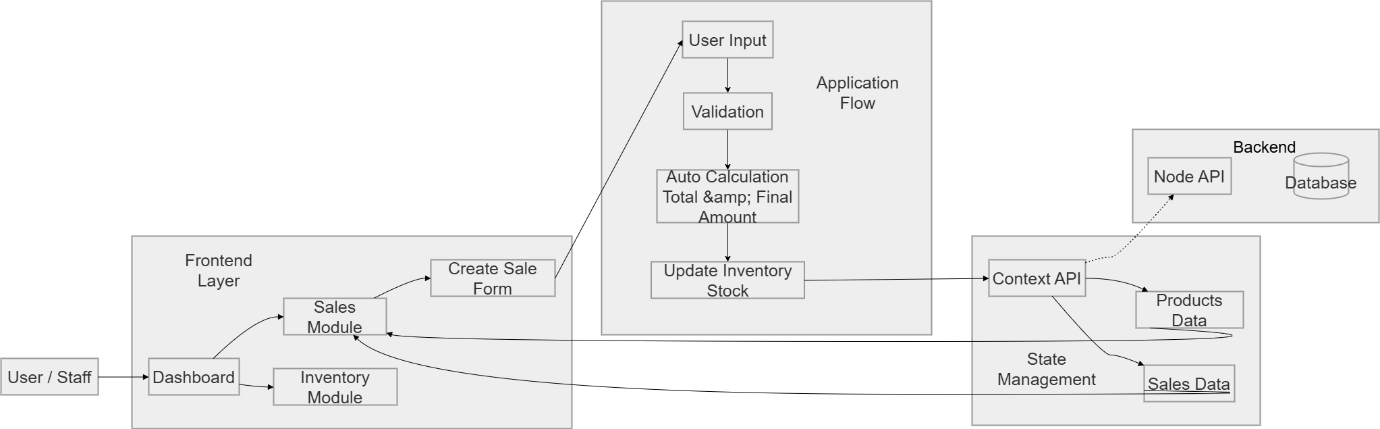 User / Staff
Frontend
Layer
Dashboard
Sales
Module
Inventory
Module
Create Sale
Form
User Input
Validation
Auto Calculation
Total &amp; Final
Amount
Update Inventory
Stock
Application
Flow
Context API
Products
Data
Sales Data
State
Management
Backend
Node API
Database